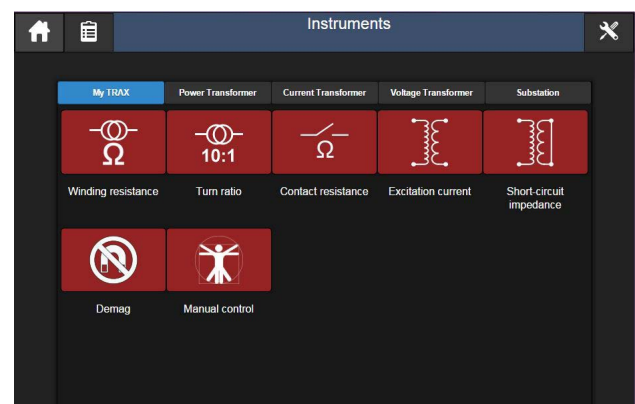 Instruments
My TRAX
Power Transformer
Current Transformer
Voltage Transformer
Substation
Ω
10:1
Ω
Winding resistance
Turn ratio
Contact resistance
Excitation current
Short-circuit
impedance
Demag
Manual control